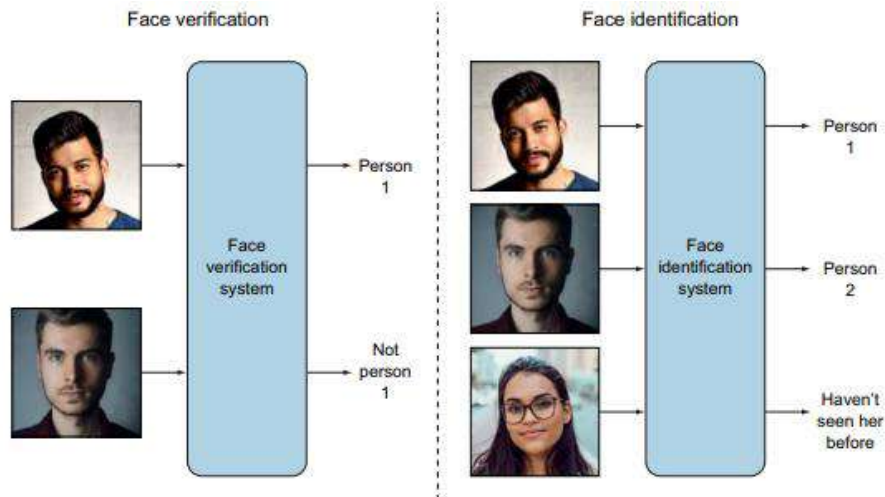 Face verification
Face
verification
system
Person
1
Not
person
1
Face identification
Face
identification
system
Person
1
Person
2
Haven't
seen her
before